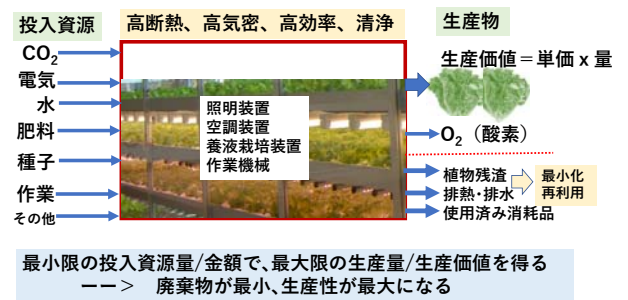 投入資源
高断熱、高気密、高効率、清浄
生産物
CO₂
電気
水
肥料
種子
作業
その他
照明装置
空調装置
養液栽培装置
作業機械
生産価値＝単価ｘ量
O₂（酸素）
植物残渣
排熱・排水
使用済み消耗品
最小化
再利用
最小限の投入資源量/金額で、最大限の生産量/生産価値を得る
ーー＞　廃棄物が最小、生産性が最大になる